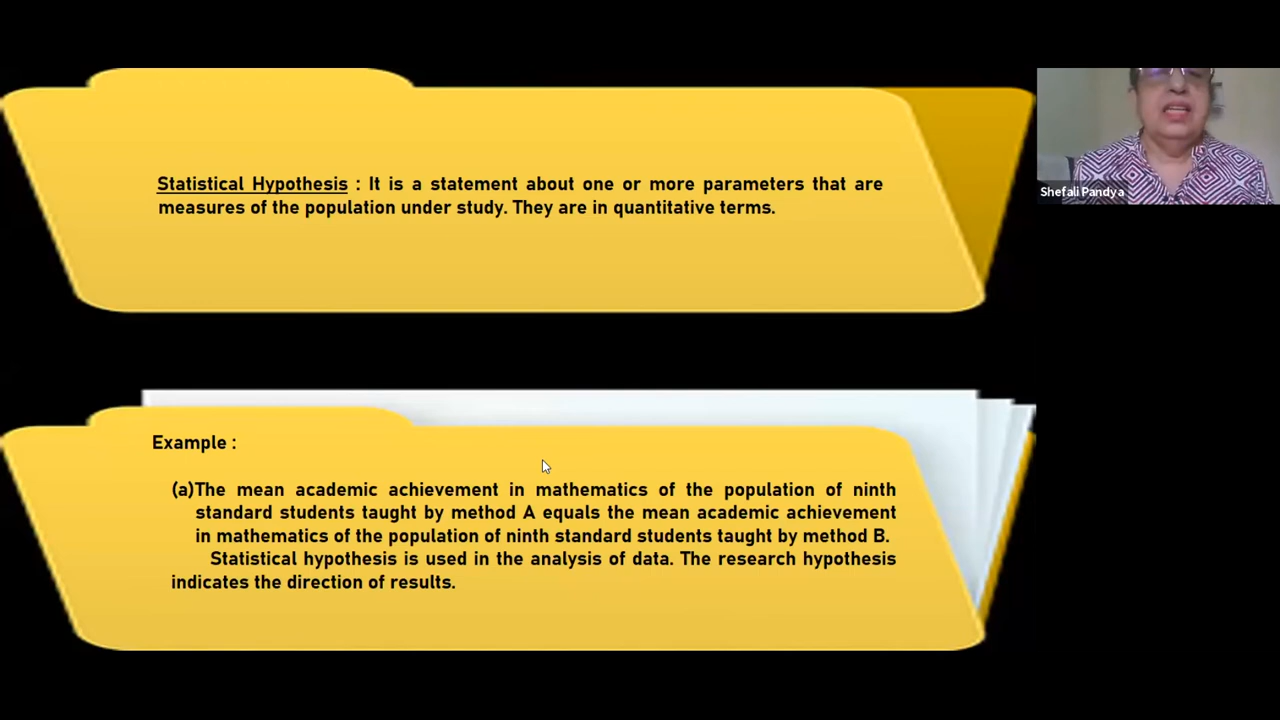 Statistical Hypothesis : It is a statement about one or more parameters that are
measures of the population under study. They are in quantitative terms.
Shefali Pandya
Example :
(a)The mean academic achievement in mathematics of the population of ninth
standard students taught by method A equals the mean academic achievement
in mathematics of the population of ninth standard students taught by method B.
Statistical hypothesis is used in the analysis of data. The research hypothesis
indicates the direction of results.